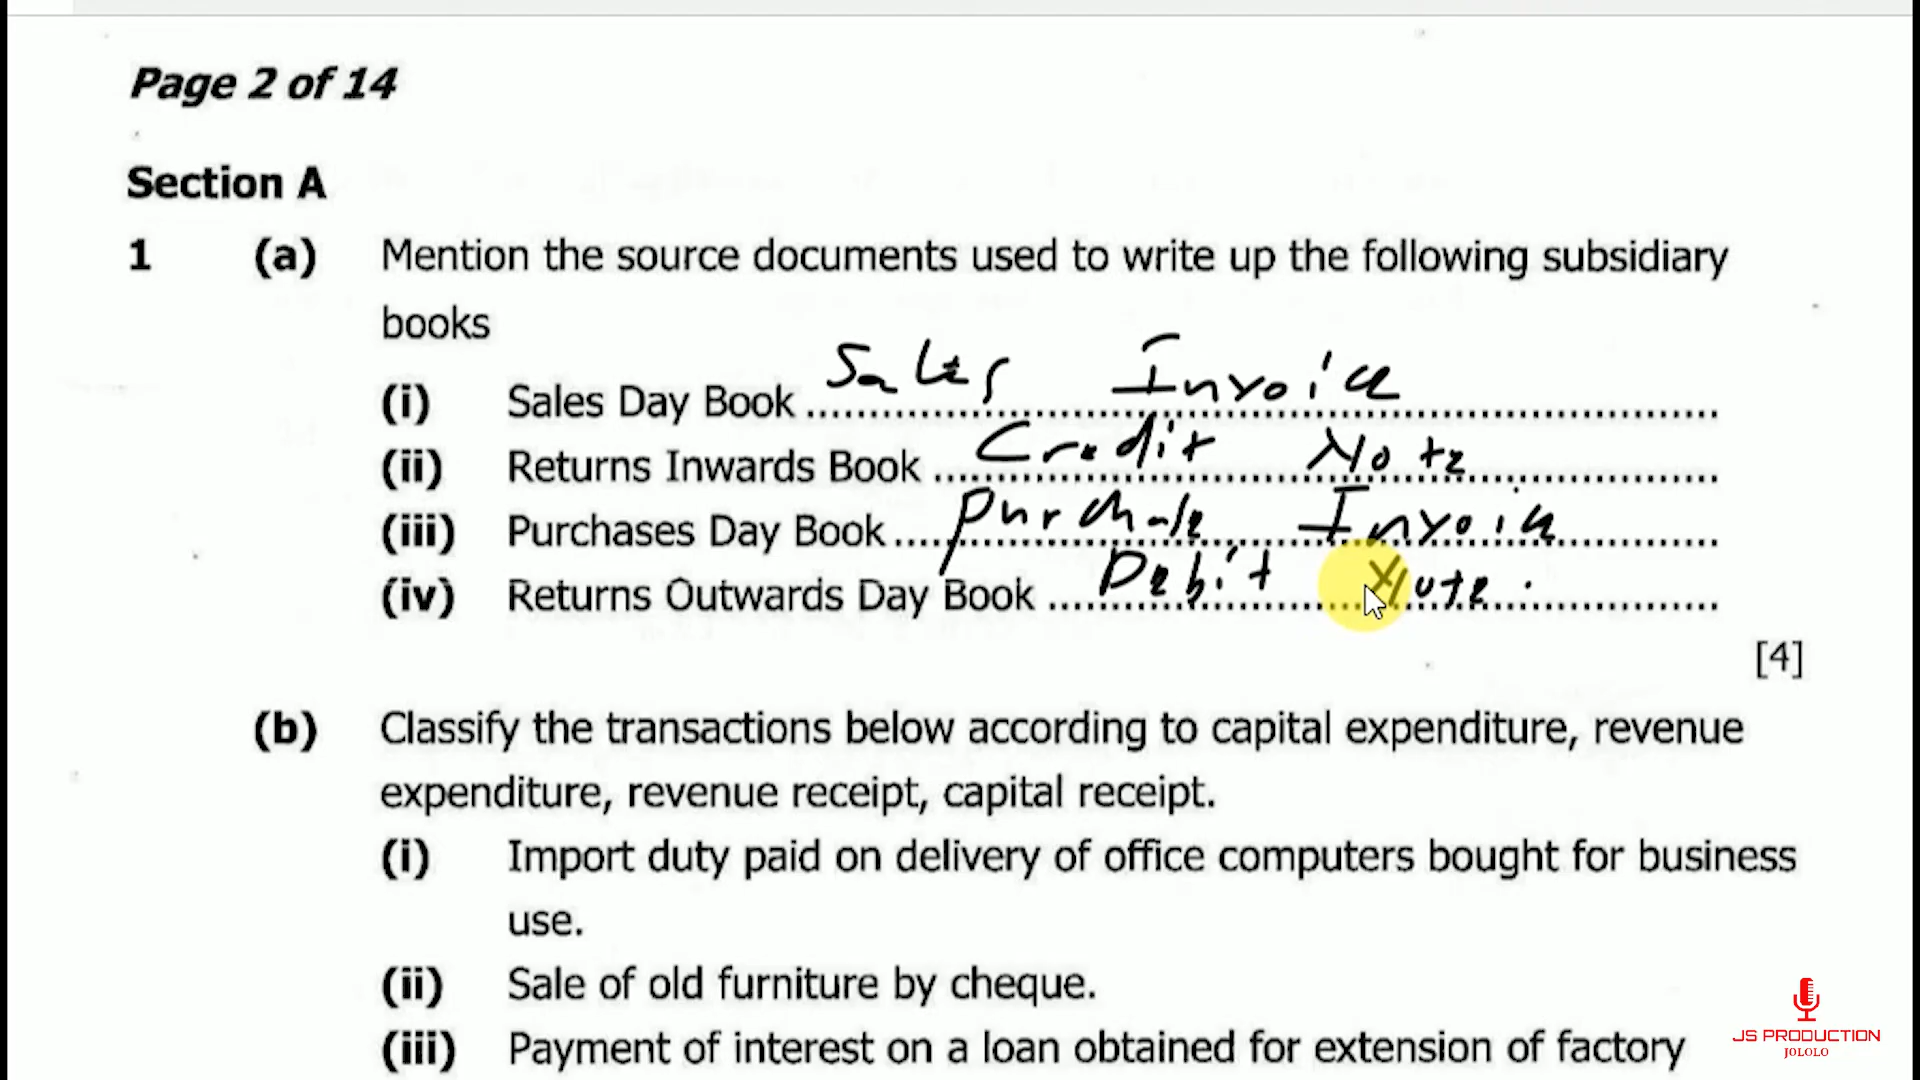 Page 2 of 14
Section A
1 (a) Mention the source documents used to write up the following subsidiary
books
(i) Sales Day Book Sales Invoice
(ii) Returns Inwards Book Credit Note
(iii) Purchases Day Book Purchase Invoice
(iv) Returns Outwards Day Book Debit Note.
[4]
(b) Classify the transactions below according to capital expenditure, revenue
expenditure, revenue receipt, capital receipt.
(i) Import duty paid on delivery of office computers bought for business
use.
(ii) Sale of old furniture by cheque.
(iii) Payment of interest on a loan obtained for extension of factory
JS PRODUCTION
JOLOLO